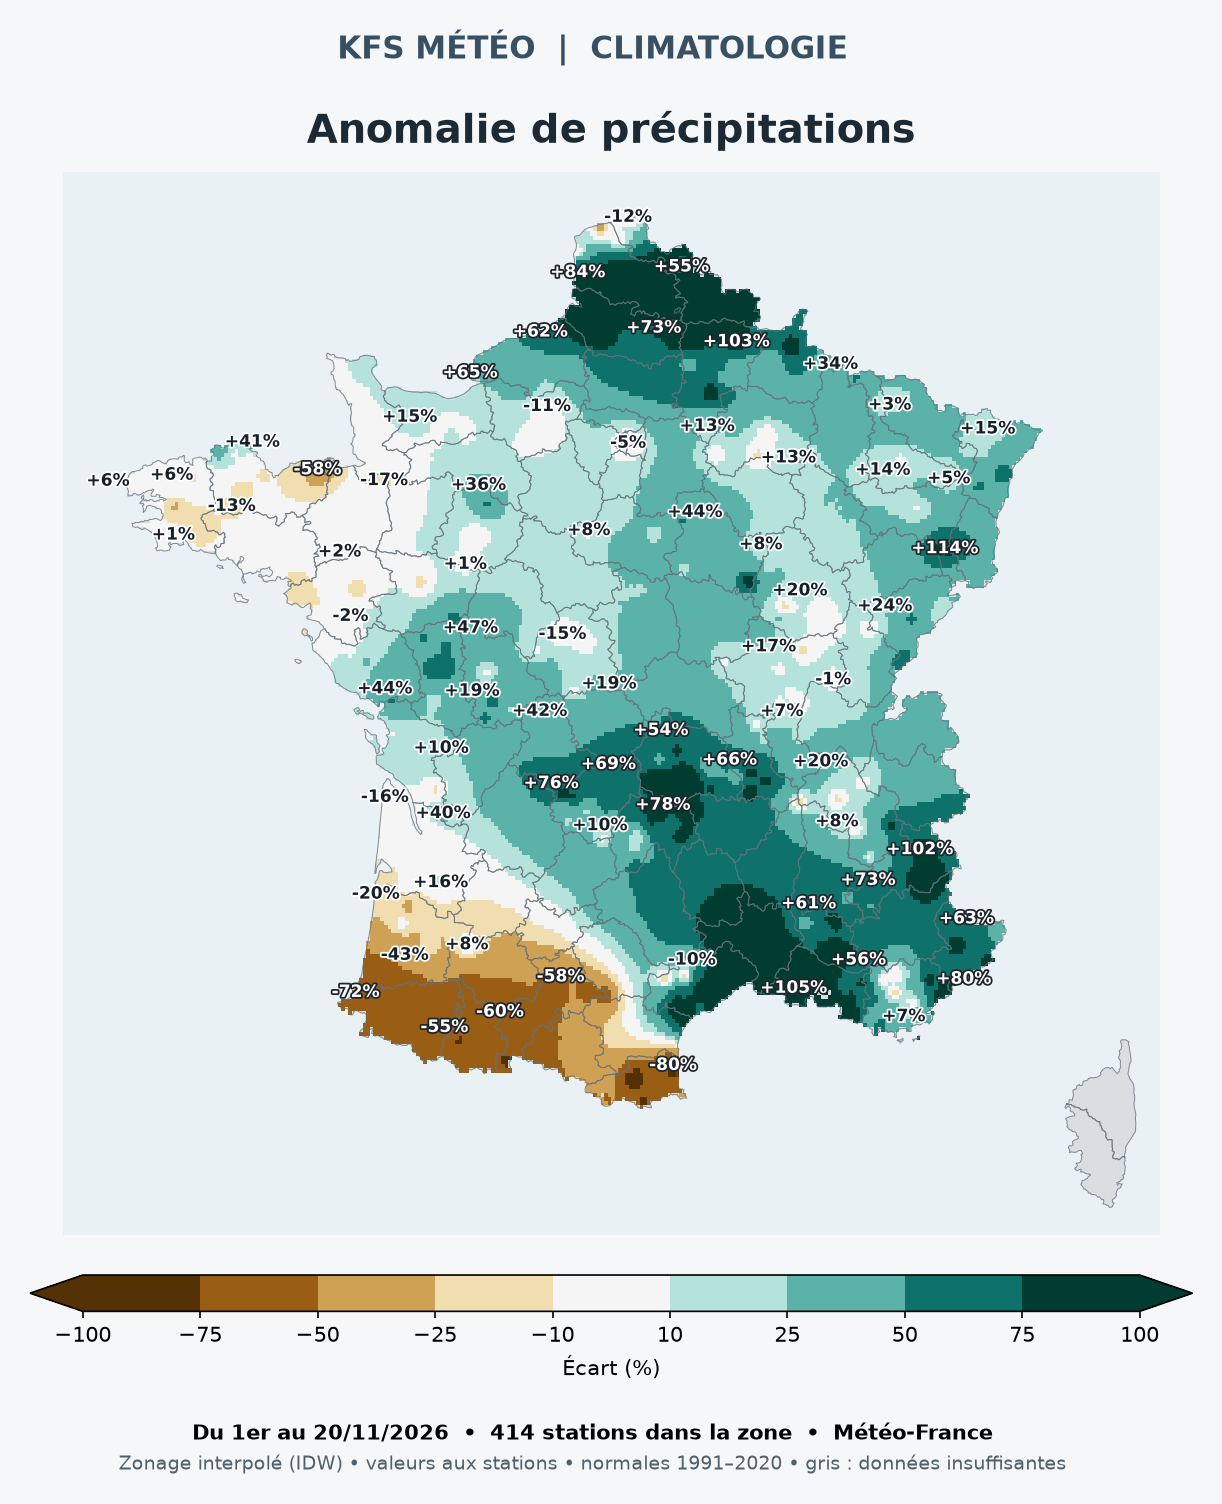 KFS MÉTÉO | CLIMATOLOGIE
Anomalie de précipitations
-12%
+84% +55%
+62% +73% +103%
+65% +34%
+15% -11% +3%
+41% -5% +13% +15%
+6% +6% -58% -17% +36% +13% +14% +5%
-13% +44%
+1% +2% +8% +8% +114%
+1% +20% +24%
-2% +47% -15% +17%
+44% +19% +19% -1%
+42% +7%
+10% +54% +66% +20%
-16% +76% +69%
+40% +10% +78% +8%
+102%
-20% +16% +73%
+61% +63%
-43% +8% -10% +56%
-72% -58% +105% +80%
-55% -60% +7%
-80%
−100 −75 −50 −25 −10 10 25 50 75 100
Écart (%)
Du 1er au 20/11/2026 • 414 stations dans la zone • Météo-France
Zonage interpolé (IDW) • valeurs aux stations • normales 1991–2020 • gris : données insuffisantes